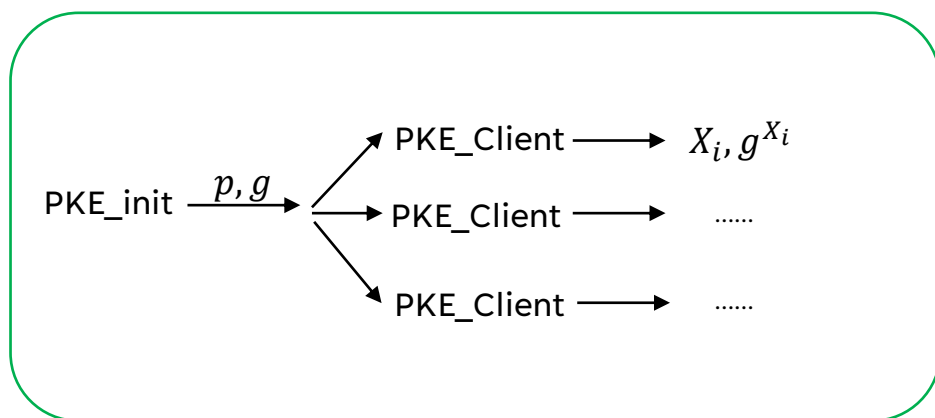 PKE_Client X_i, g^{X_i}
PKE_init p, g PKE_Client ......
PKE_Client ......